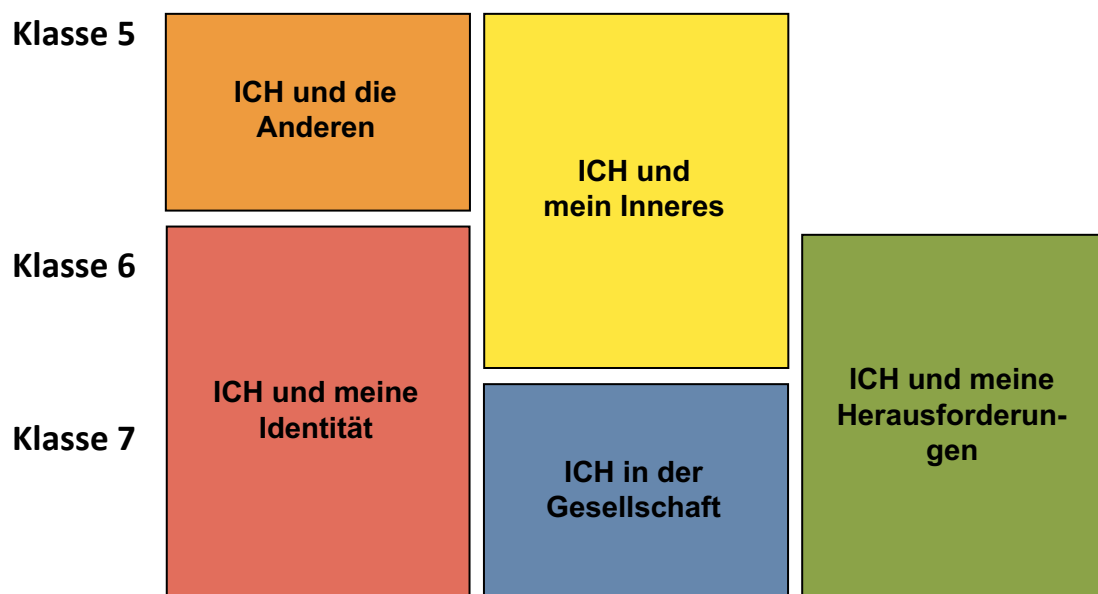 Klasse 5
ICH und die
Anderen
ICH und
mein Inneres
Klasse 6
ICH und meine
Identität
ICH und meine
Herausforderun-
gen
Klasse 7
ICH in der
Gesellschaft